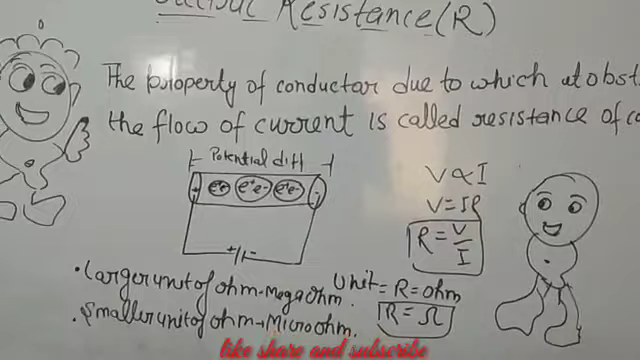 Resistance(R)
The property of conductor due to which it obst
the flow of current is called resistance of co
Potential diff
V∝I
V=IR
R=V/I
.Larger unit of ohm-Mega ohm.
Unit=R=Ohm
R=Ω
.Smaller unit of ohm→Micro ohm.
like share and subscribe